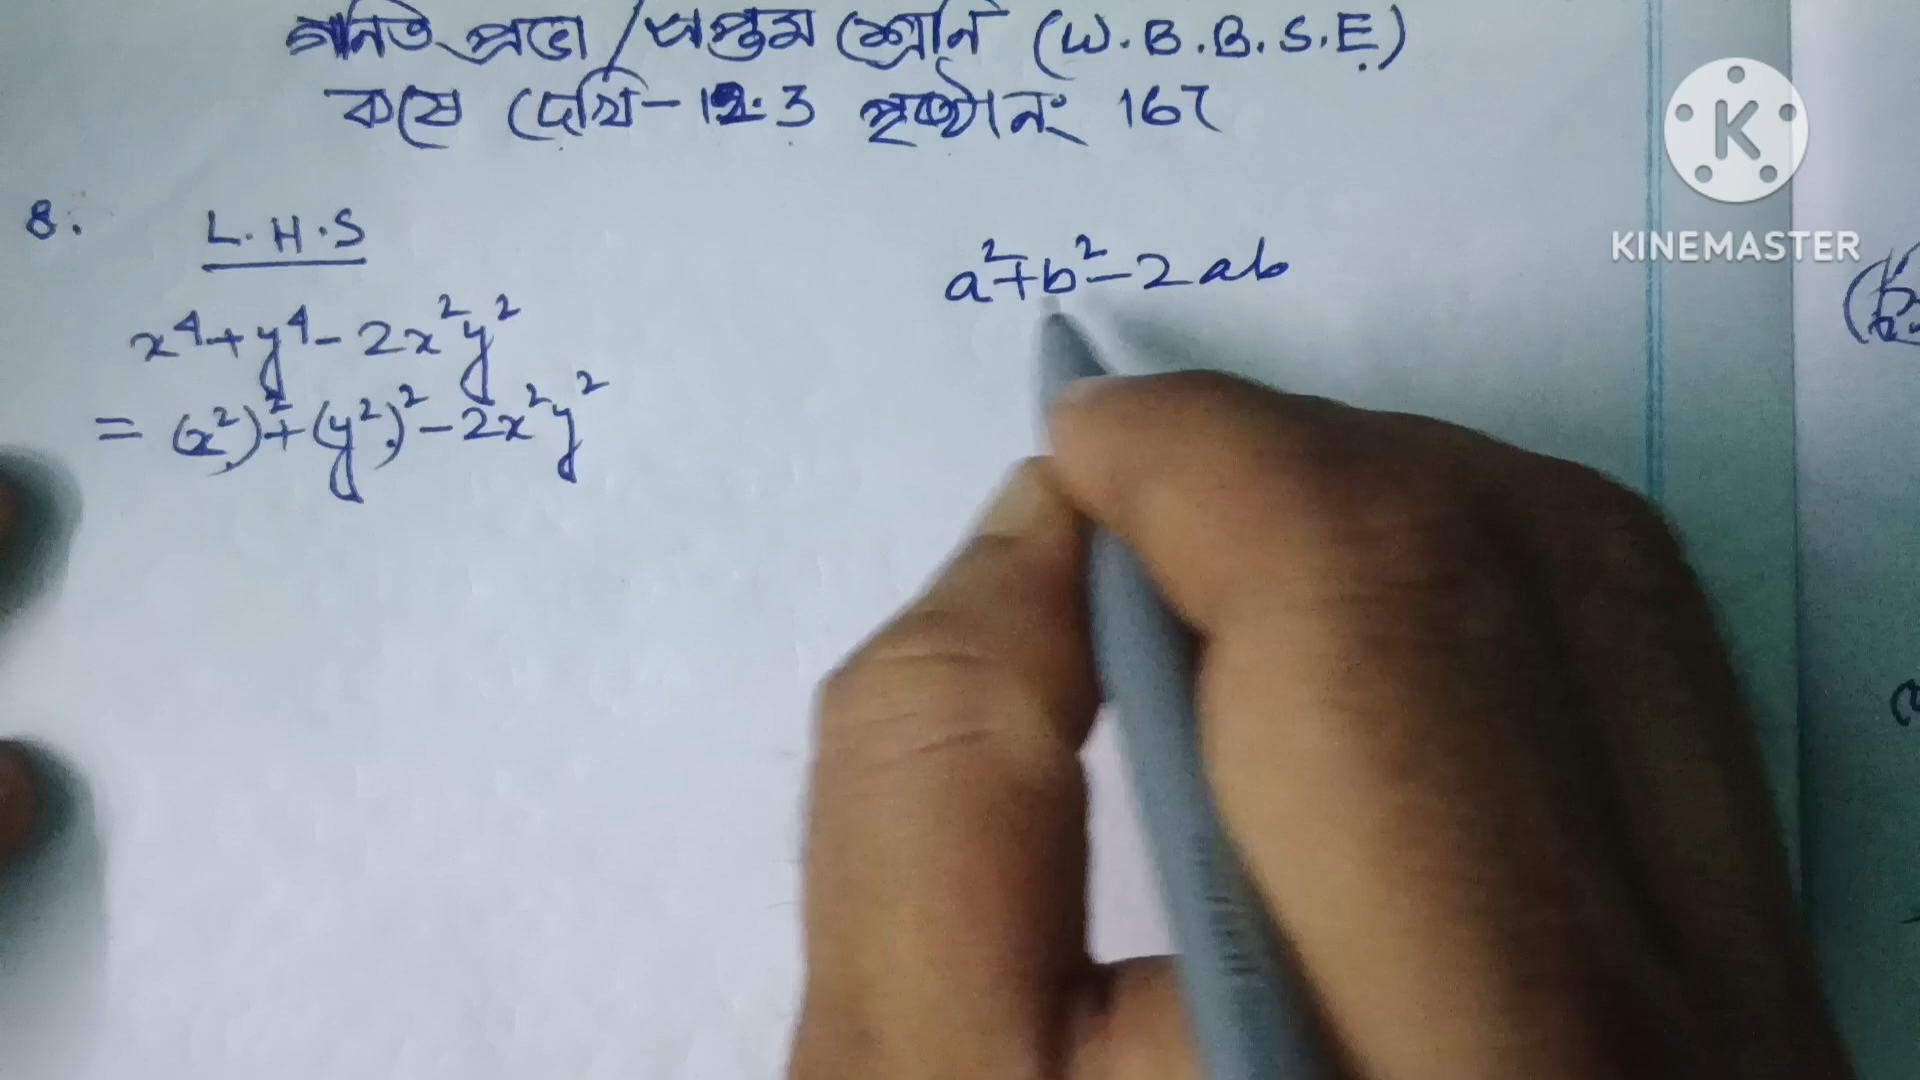 গনিত প্রভা / সপ্তম শ্রেনি (W.B.B.S.E.)
কষে দেখি - 12.3 পৃষ্ঠা নং 167
K
KINEMASTER
8. L.H.S
a²+b²-2ab
x⁴+y⁴-2x²y²
= (x²)²+(y²)²-2x²y²